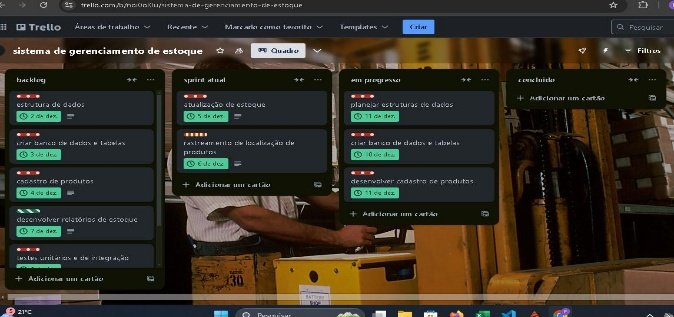 trello.com/b/noi0oi0u/sistema-de-gerenciamento-de-estoque
Trello
Áreas de trabalho
Recente
Marcado como favorito
Templates
Criar
Pesquisar
sistema de gerenciamento de estoque
Quadro
Filtros
backlog
estrutura de dados
2 de dez.
criar banco de dados e tabelas
3 de dez.
cadastro de produtos
4 de dez.
desenvolver relatórios de estoque
7 de dez.
testes unitários e de integração
Adicionar um cartão
sprint atual
atualização de estoque
5 de dez.
rastreamento de localização de
produtos
6 de dez.
Adicionar um cartão
em progresso
planejar estruturas de dados
11 de dez.
criar banco de dados e tabelas
10 de dez.
desenvolver cadastro de produtos
11 de dez.
Adicionar um cartão
concluido
Adicionar um cartão
30
21°C
Pesquisar